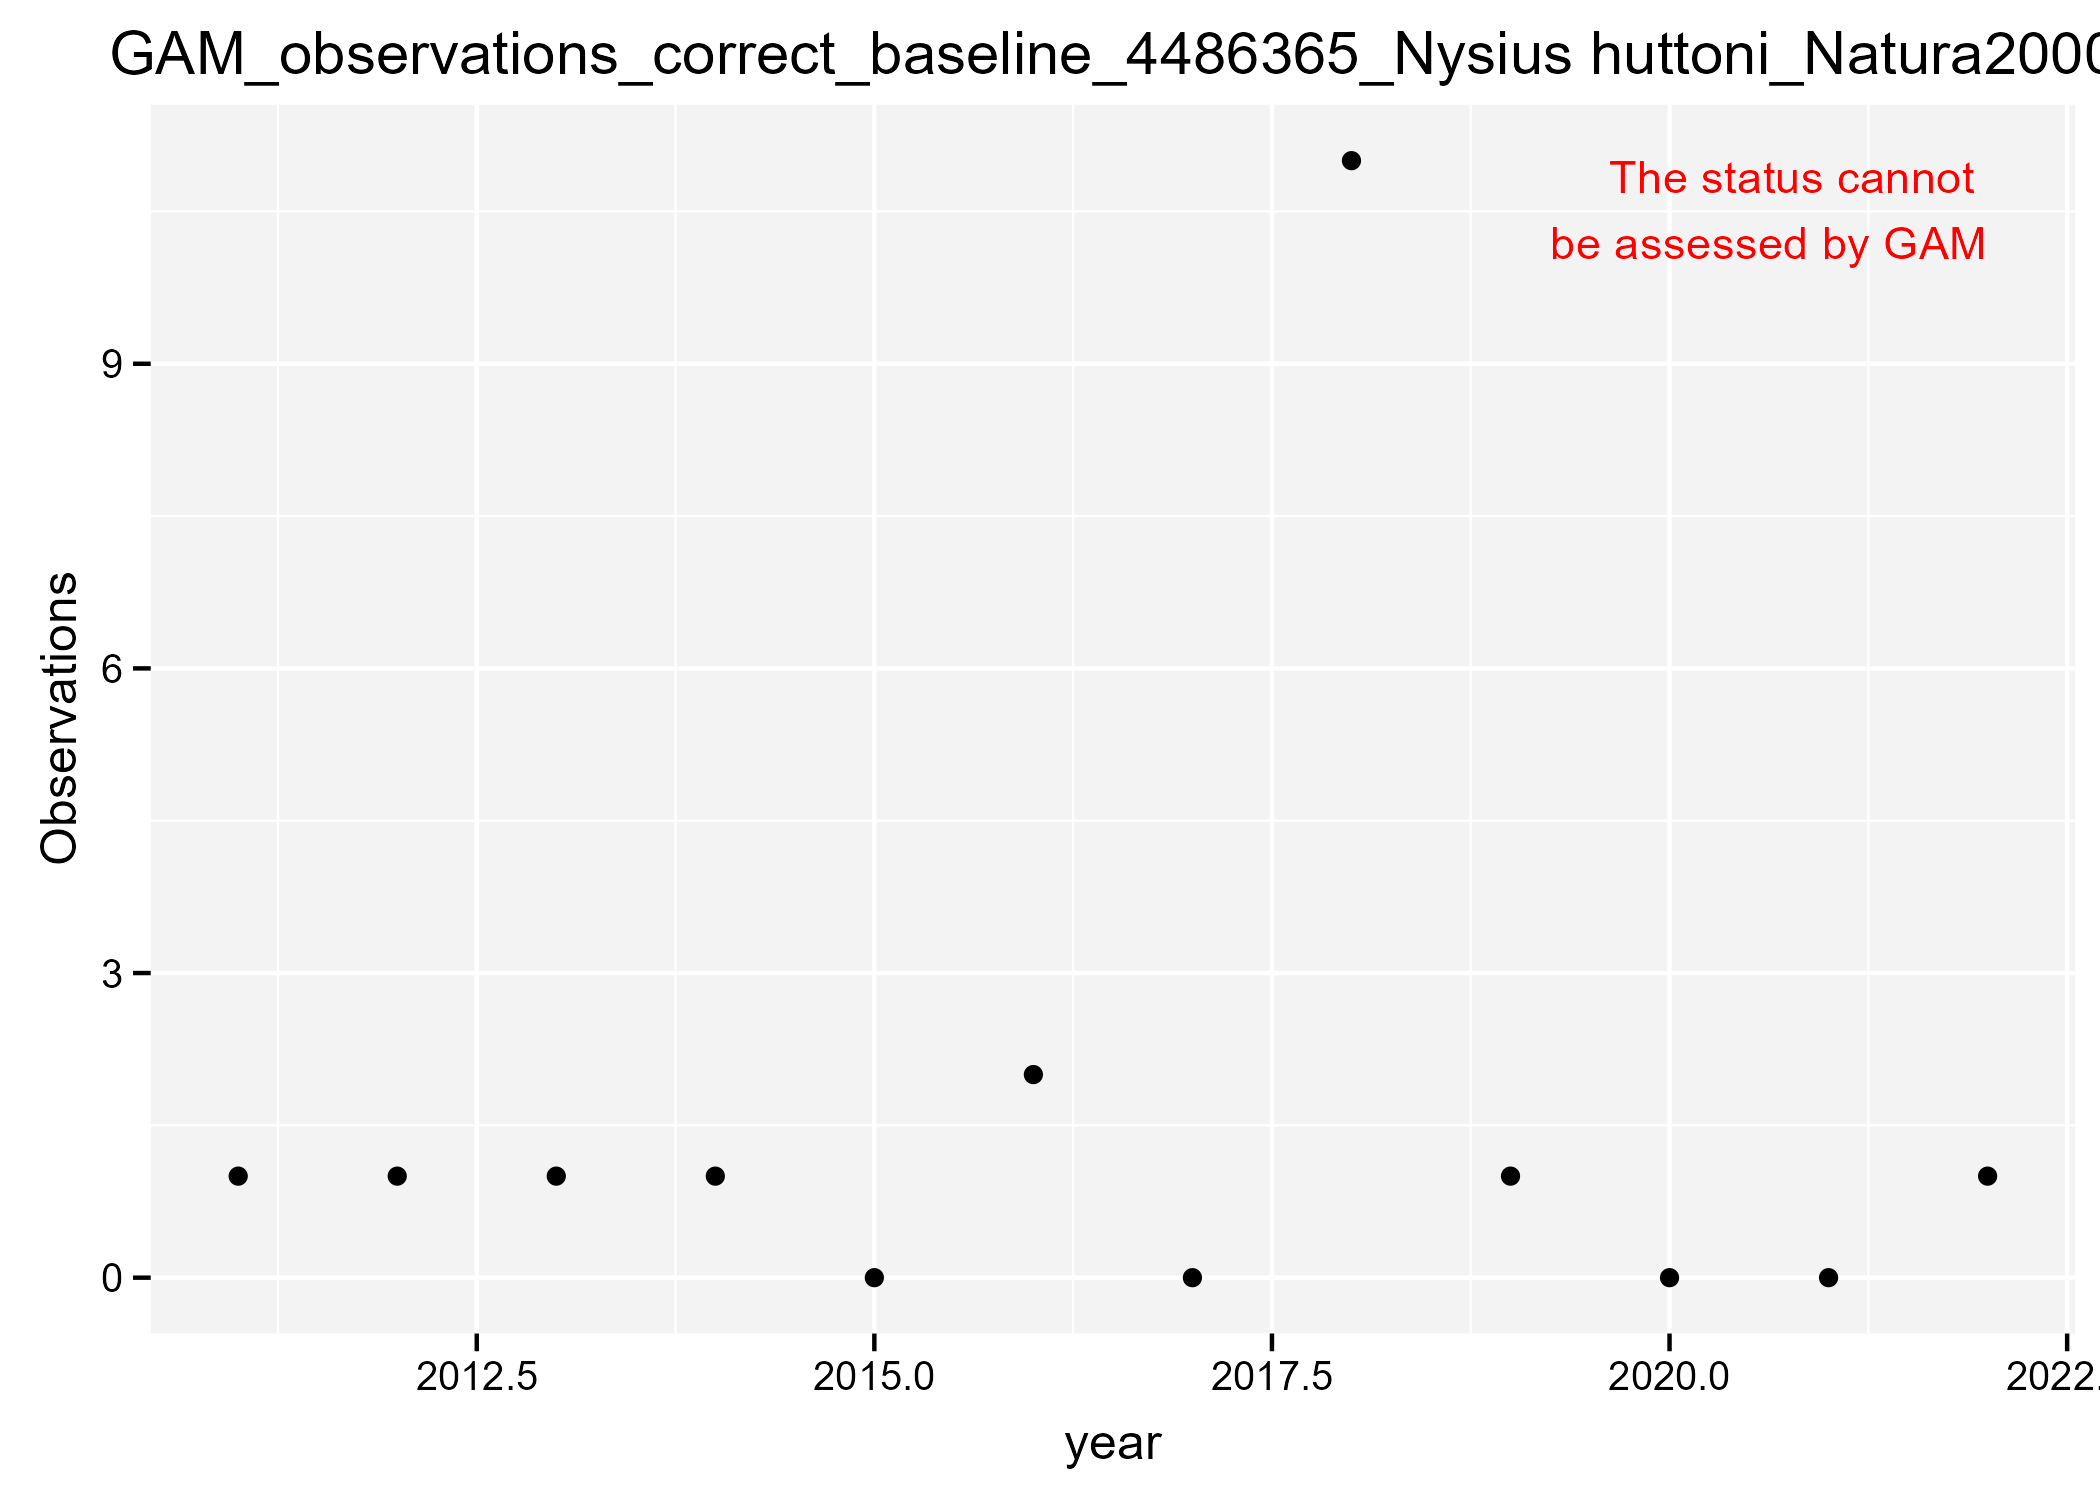 GAM_observations_correct_baseline_4486365_Nysius huttoni_Natura2000
The status cannot
be assessed by GAM
Observations
9
6
3
0
2012.5
2015.0
2017.5
2020.0
2022.
year